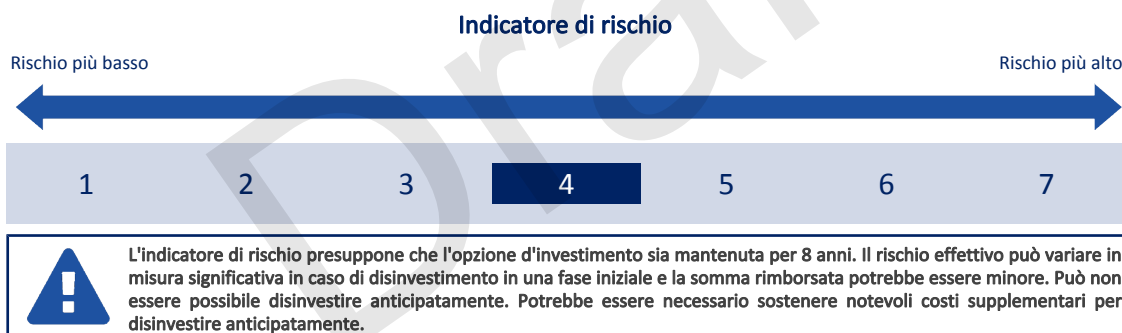 Indicatore di rischio
Rischio più basso
Rischio più alto
1 2 3 4 5 6 7
L'indicatore di rischio presuppone che l'opzione d'investimento sia mantenuta per 8 anni. Il rischio effettivo può variare in
misura significativa in caso di disinvestimento in una fase iniziale e la somma rimborsata potrebbe essere minore. Può non
essere possibile disinvestire anticipatamente. Potrebbe essere necessario sostenere notevoli costi supplementari per
disinvestire anticipatamente.